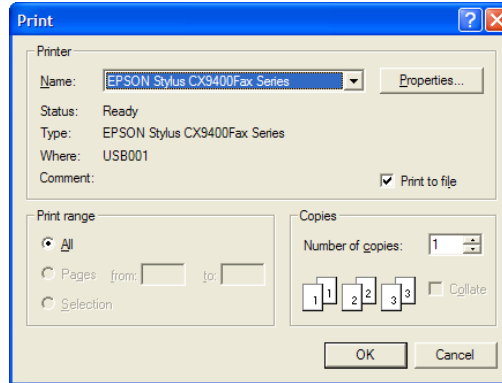 Print
Printer
Name: EPSON Stylus CX9400Fax Series Properties...
Status: Ready
Type: EPSON Stylus CX9400Fax Series
Where: USB001
Comment: Print to file
Print range
All
Pages from: to:
Selection
Copies
Number of copies: 1
1 1 2 2 3 3 Collate
OK Cancel